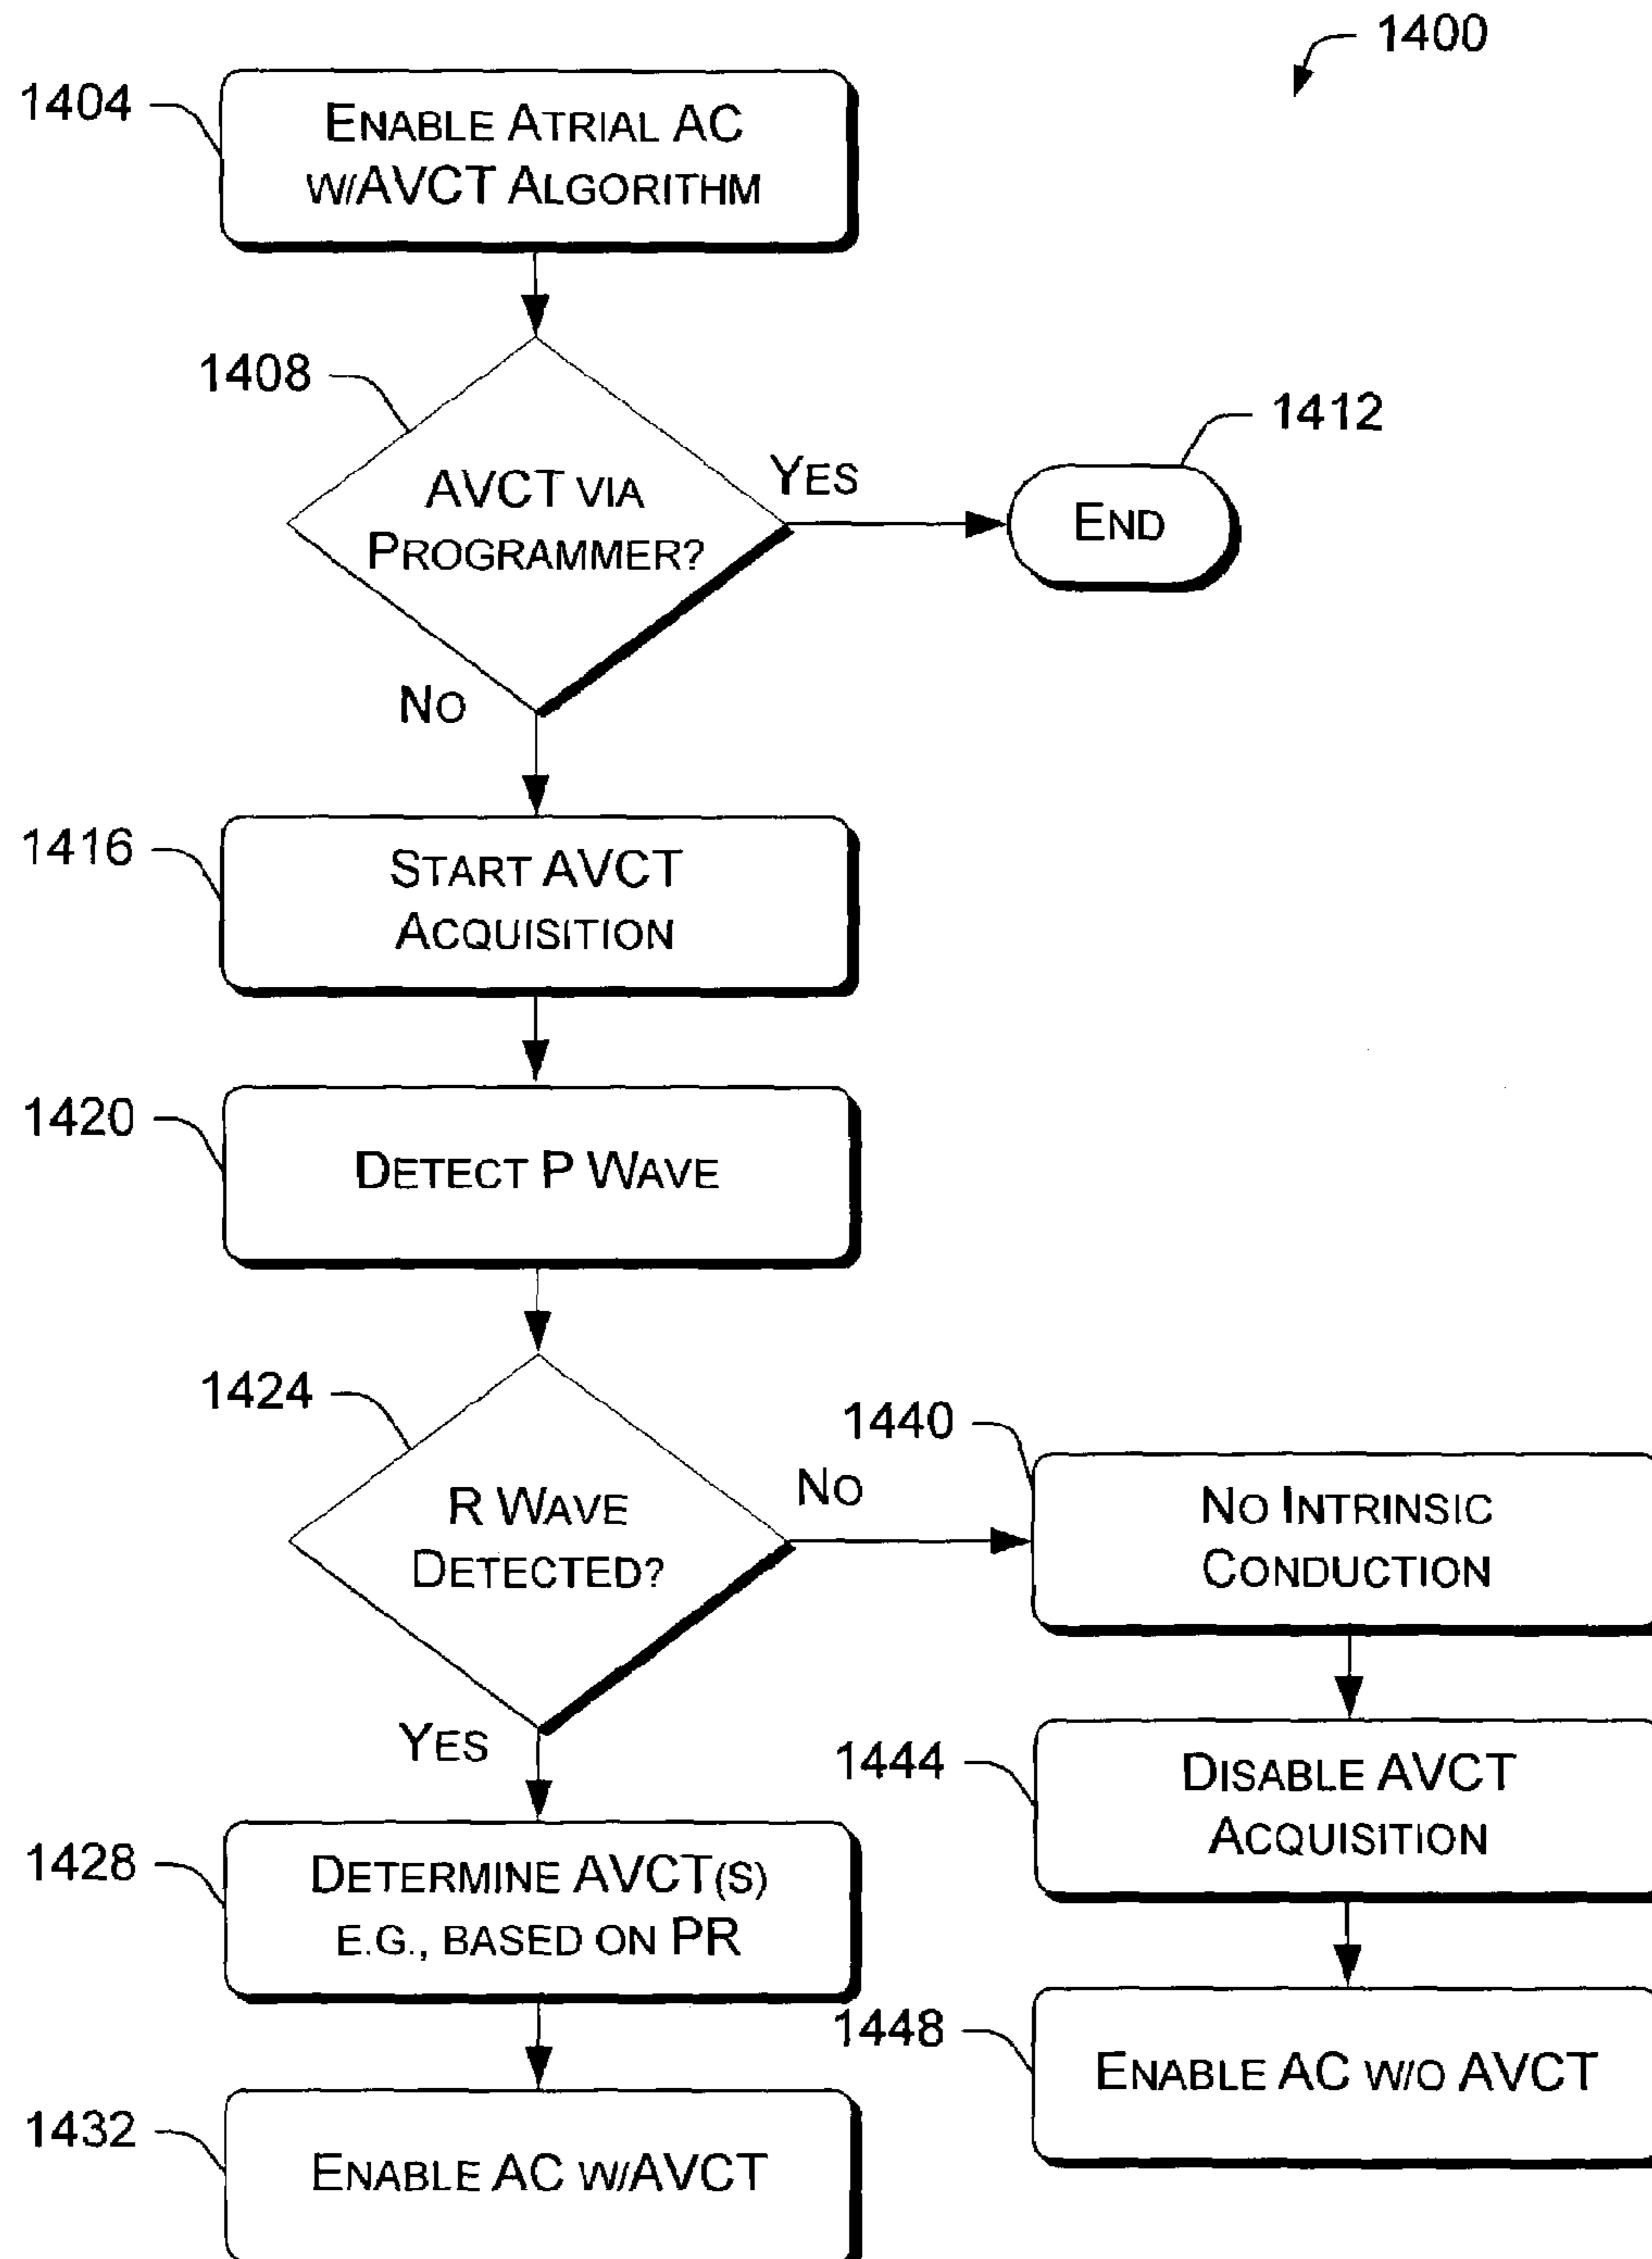 1400
1404
ENABLE ATRIAL AC
W/AVCT ALGORITHM
1408
AVCT VIA
PROGRAMMER?
YES
1412
END
NO
1416
START AVCT
ACQUISITION
1420
DETECT P WAVE
1424
R WAVE
DETECTED?
NO
1440
NO INTRINSIC
CONDUCTION
YES
1444
DISABLE AVCT
ACQUISITION
1428
DETERMINE AVCT(S)
E.G., BASED ON PR
1448
ENABLE AC W/O AVCT
1432
ENABLE AC W/AVCT